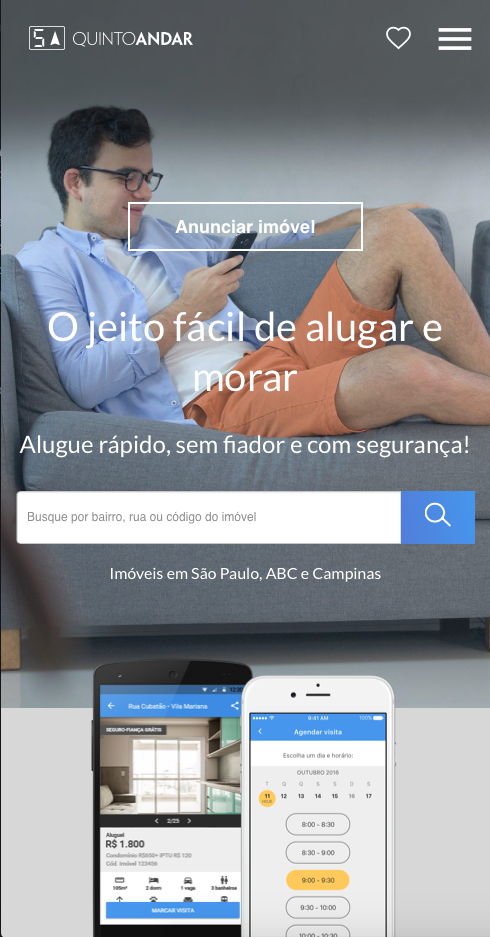 5A QUINTOANDAR
Anunciar imóvel
O jeito fácil de alugar e
morar
Alugue rápido, sem fiador e com segurança!
Busque por bairro, rua ou código do imóvel
Imóveis em São Paulo, ABC e Campinas
Rua Cubatão - Vila Mariana
SEGURO-FIANÇA GRÁTIS
2/25
Aluguel
R$ 1.800
Condomínio R$600+ IPTU R$ 120
Cód. Imóvel 123456
105m² 2 dorm 1 vaga 3 banheiros
MARCAR VISITA
9:41 AM 100%
Agendar visita
Escolha um dia e horário:
OUTUBRO 2016
T Q Q S S D S
11 12 13 14 15 16 17
HOJE
8:00 - 8:30
8:30 - 9:00
9:00 - 9:30
9:30 - 10:00
10:00 - 10:30